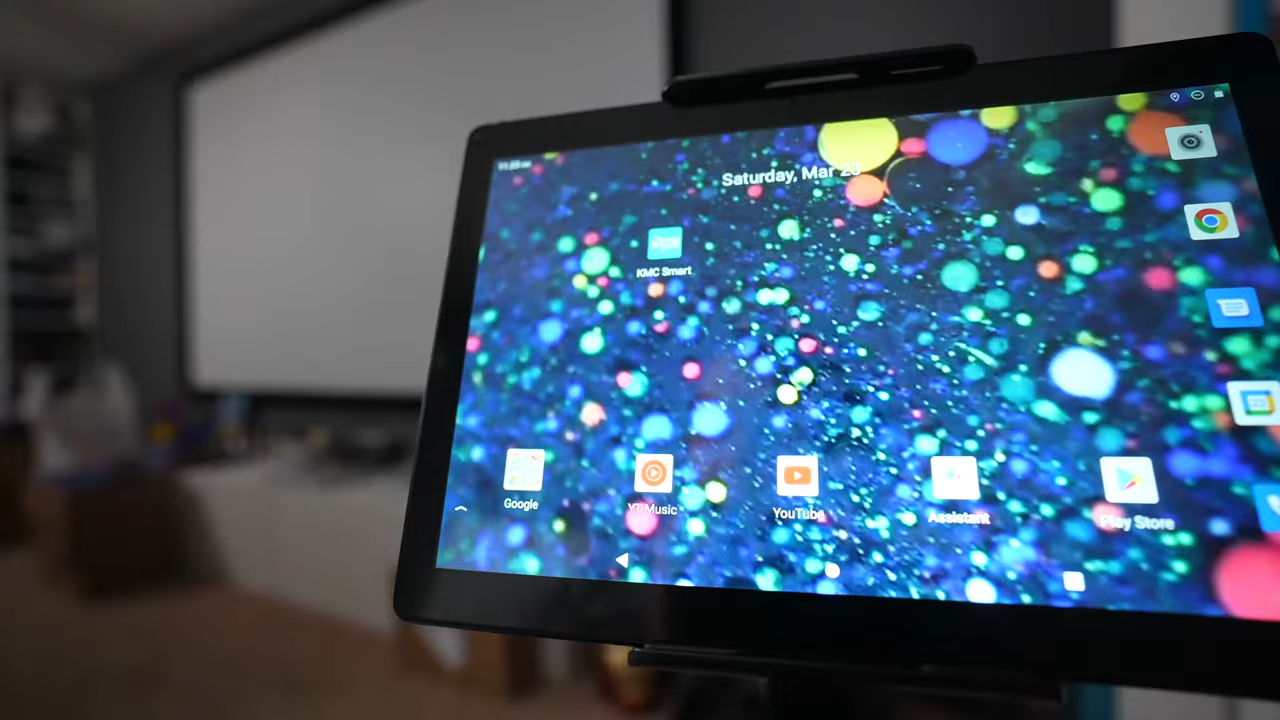 Saturday, Mar 23
KMC Smart
Google
YT Music
YouTube
Assistant
Play Store